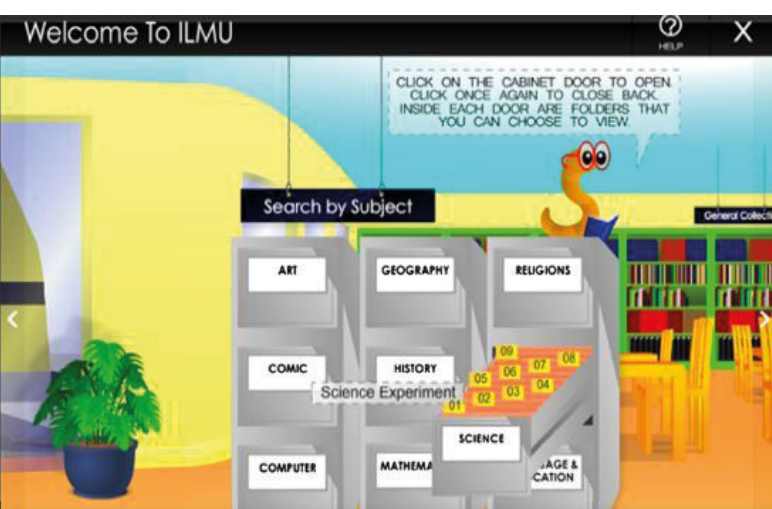 Welcome To ILMU
HELP
X
CLICK ON THE CABINET DOOR TO OPEN.
CLICK ONCE AGAIN TO CLOSE BACK.
INSIDE EACH DOOR ARE FOLDERS THAT
YOU CAN CHOOSE TO VIEW.
Search by Subject
General Collecti
ART
GEOGRAPHY
RELIGIONS
COMIC
HISTORY
Science Experiment
09
08
07
06
05
04
03
02
01
SCIENCE
COMPUTER
MATHEMA
AGE &
CATION